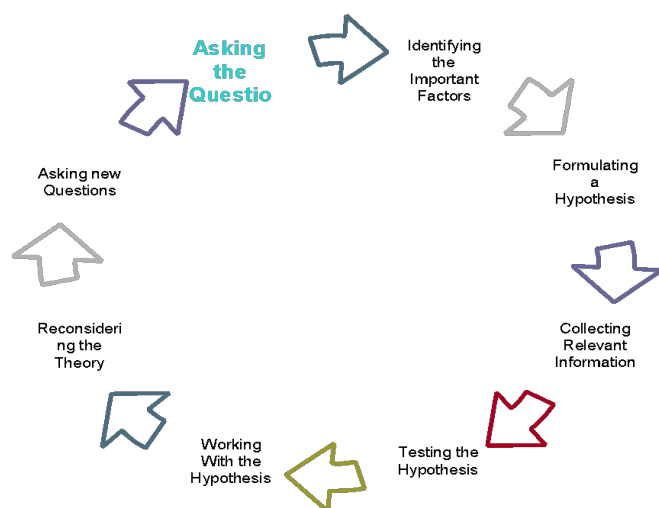 Asking
the
Questio
Identifying
the
Important
Factors
Formulating
a
Hypothesis
Collecting
Relevant
Information
Testing the
Hypothesis
Working
With the
Hypothesis
Reconsideri
ng the
Theory
Asking new
Questions